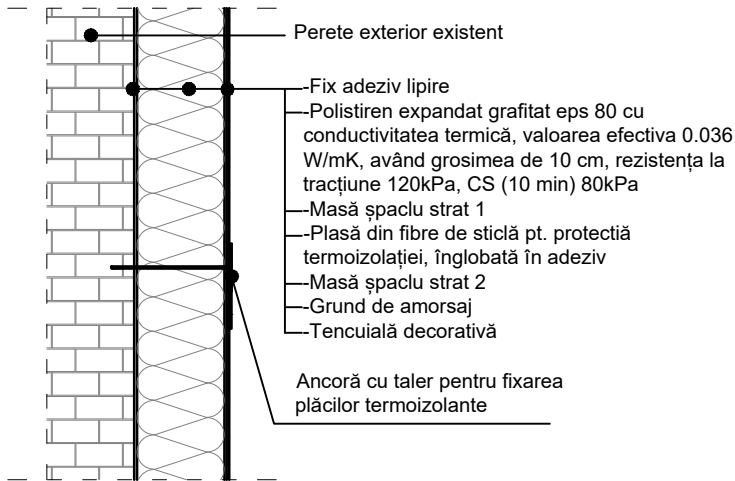 Perete exterior existent
-Fix adeziv lipire
-Polistiren expandat grafitat eps 80 cu
conductivitatea termică, valoarea efectiva 0.036
W/mK, având grosimea de 10 cm, rezistența la
tracțiune 120kPa, CS (10 min) 80kPa
-Masă șpaclu strat 1
-Plasă din fibre de sticlă pt. protectiă
termoizolației, înglobată în adeziv
-Masă șpaclu strat 2
-Grund de amorsaj
-Tencuială decorativă
Ancoră cu taler pentru fixarea
plăcilor termoizolante